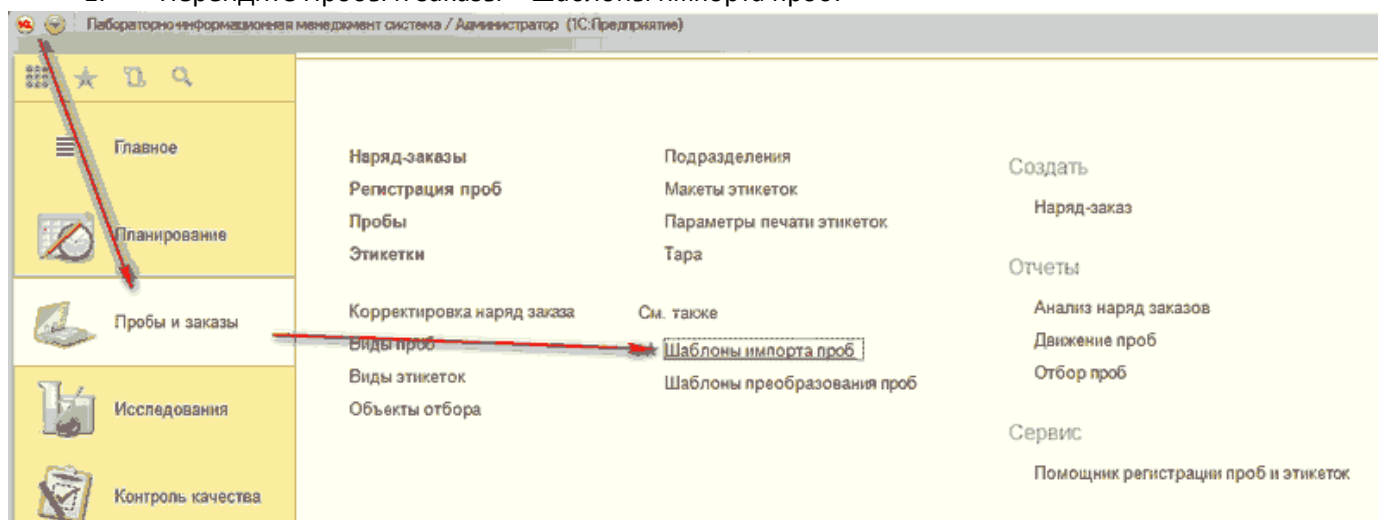 Лабораторно-информационная менеджмент система / Администратор (1С:Предприятие)
Главное
Планирование
Пробы и заказы
Исследования
Контроль качества
Наряд-заказы
Регистрация проб
Пробы
Этикетки
Корректировка наряд заказа
Виды проб
Виды этикеток
Объекты отбора
Подразделения
Макеты этикеток
Параметры печати этикеток
Тара
См. также
Шаблоны импорта проб
Шаблоны преобразования проб
Создать
Наряд-заказ
Отчеты
Анализ наряд заказов
Движение проб
Отбор проб
Сервис
Помощник регистрации проб и этикеток